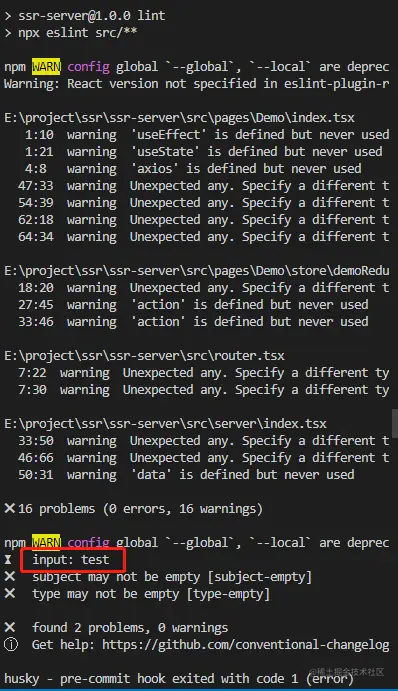 > ssr-server@1.0.0 lint
> npx eslint src/**
npm WARN config global `--global`, `--local` are deprec
Warning: React version not specified in eslint-plugin-r
E:\project\ssr\ssr-server\src\pages\Demo\index.tsx
1:10 warning 'useEffect' is defined but never used
1:21 warning 'useState' is defined but never used
4:8 warning 'axios' is defined but never used
47:33 warning Unexpected any. Specify a different t
54:39 warning Unexpected any. Specify a different t
62:18 warning Unexpected any. Specify a different t
64:34 warning Unexpected any. Specify a different t
E:\project\ssr\ssr-server\src\pages\Demo\store\demoRedu
18:20 warning Unexpected any. Specify a different t
27:45 warning 'action' is defined but never used
33:46 warning 'action' is defined but never used
E:\project\ssr\ssr-server\src\router.tsx
7:22 warning Unexpected any. Specify a different ty
7:30 warning Unexpected any. Specify a different ty
E:\project\ssr\ssr-server\src\server\index.tsx
33:50 warning Unexpected any. Specify a different t
46:66 warning Unexpected any. Specify a different t
50:31 warning 'data' is defined but never used
✖ 16 problems (0 errors, 16 warnings)
npm WARN config global `--global`, `--local` are deprec
⧗ input: test
✖ subject may not be empty [subject-empty]
✖ type may not be empty [type-empty]
✖ found 2 problems, 0 warnings
ⓘ Get help: https://github.com/conventional-changelog
@稀土掘金技术社区
husky - pre-commit hook exited with code 1 (error)